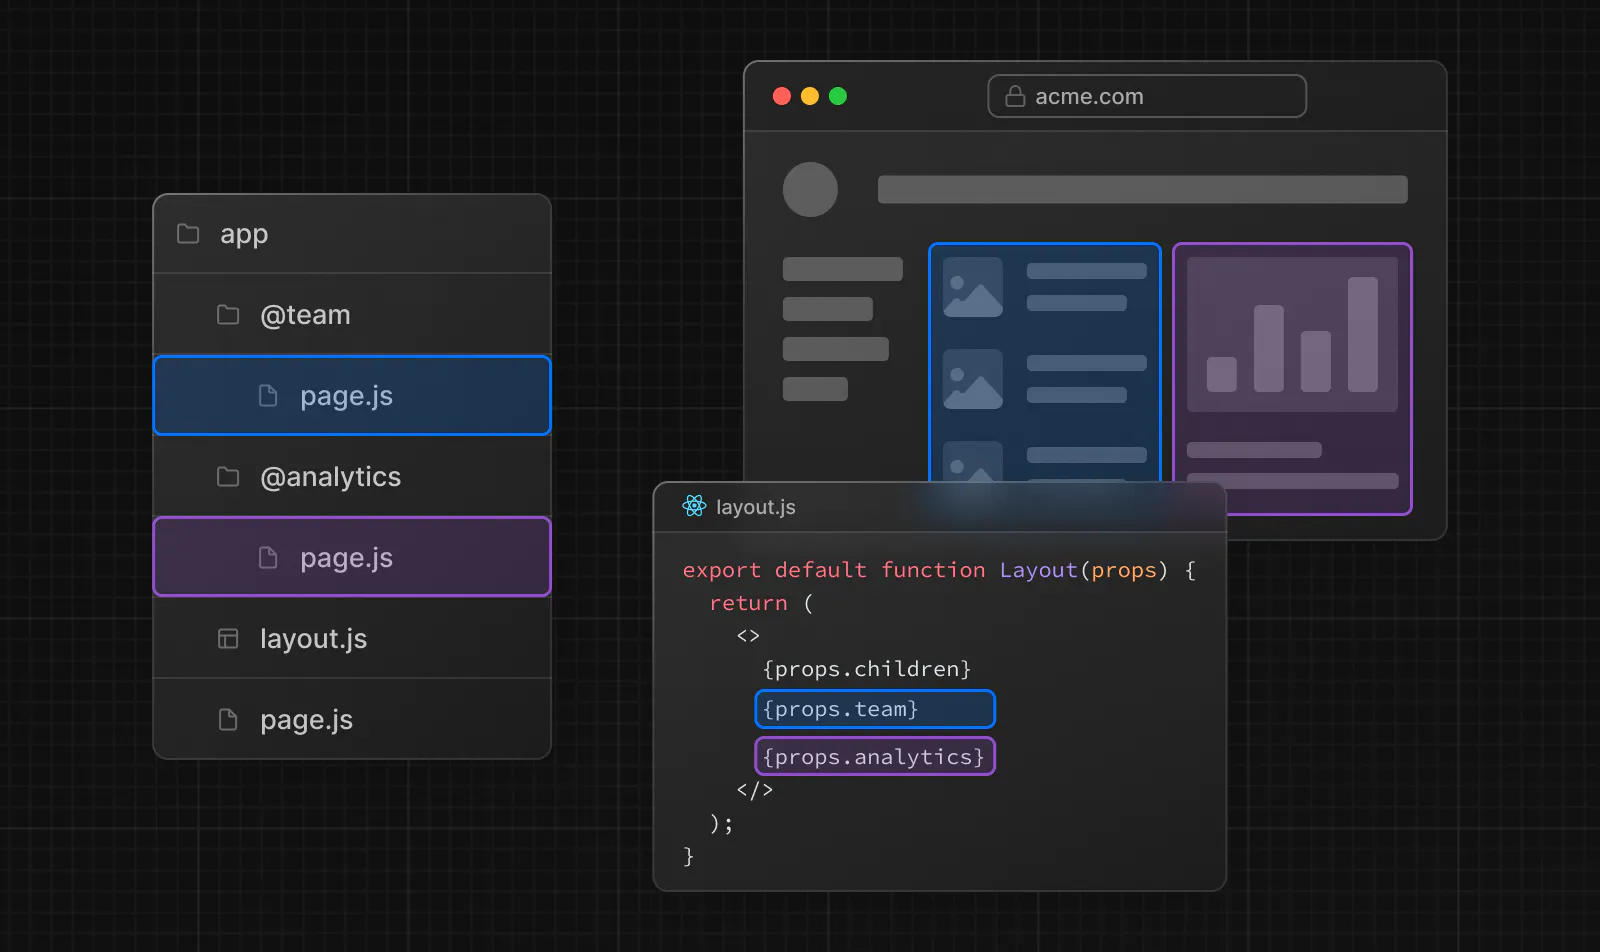 app
@team
page.js
@analytics
page.js
layout.js
page.js
acme.com
layout.js
export default function Layout(props) {
return (
<>
{props.children}
{props.team}
{props.analytics}
</>
);
}